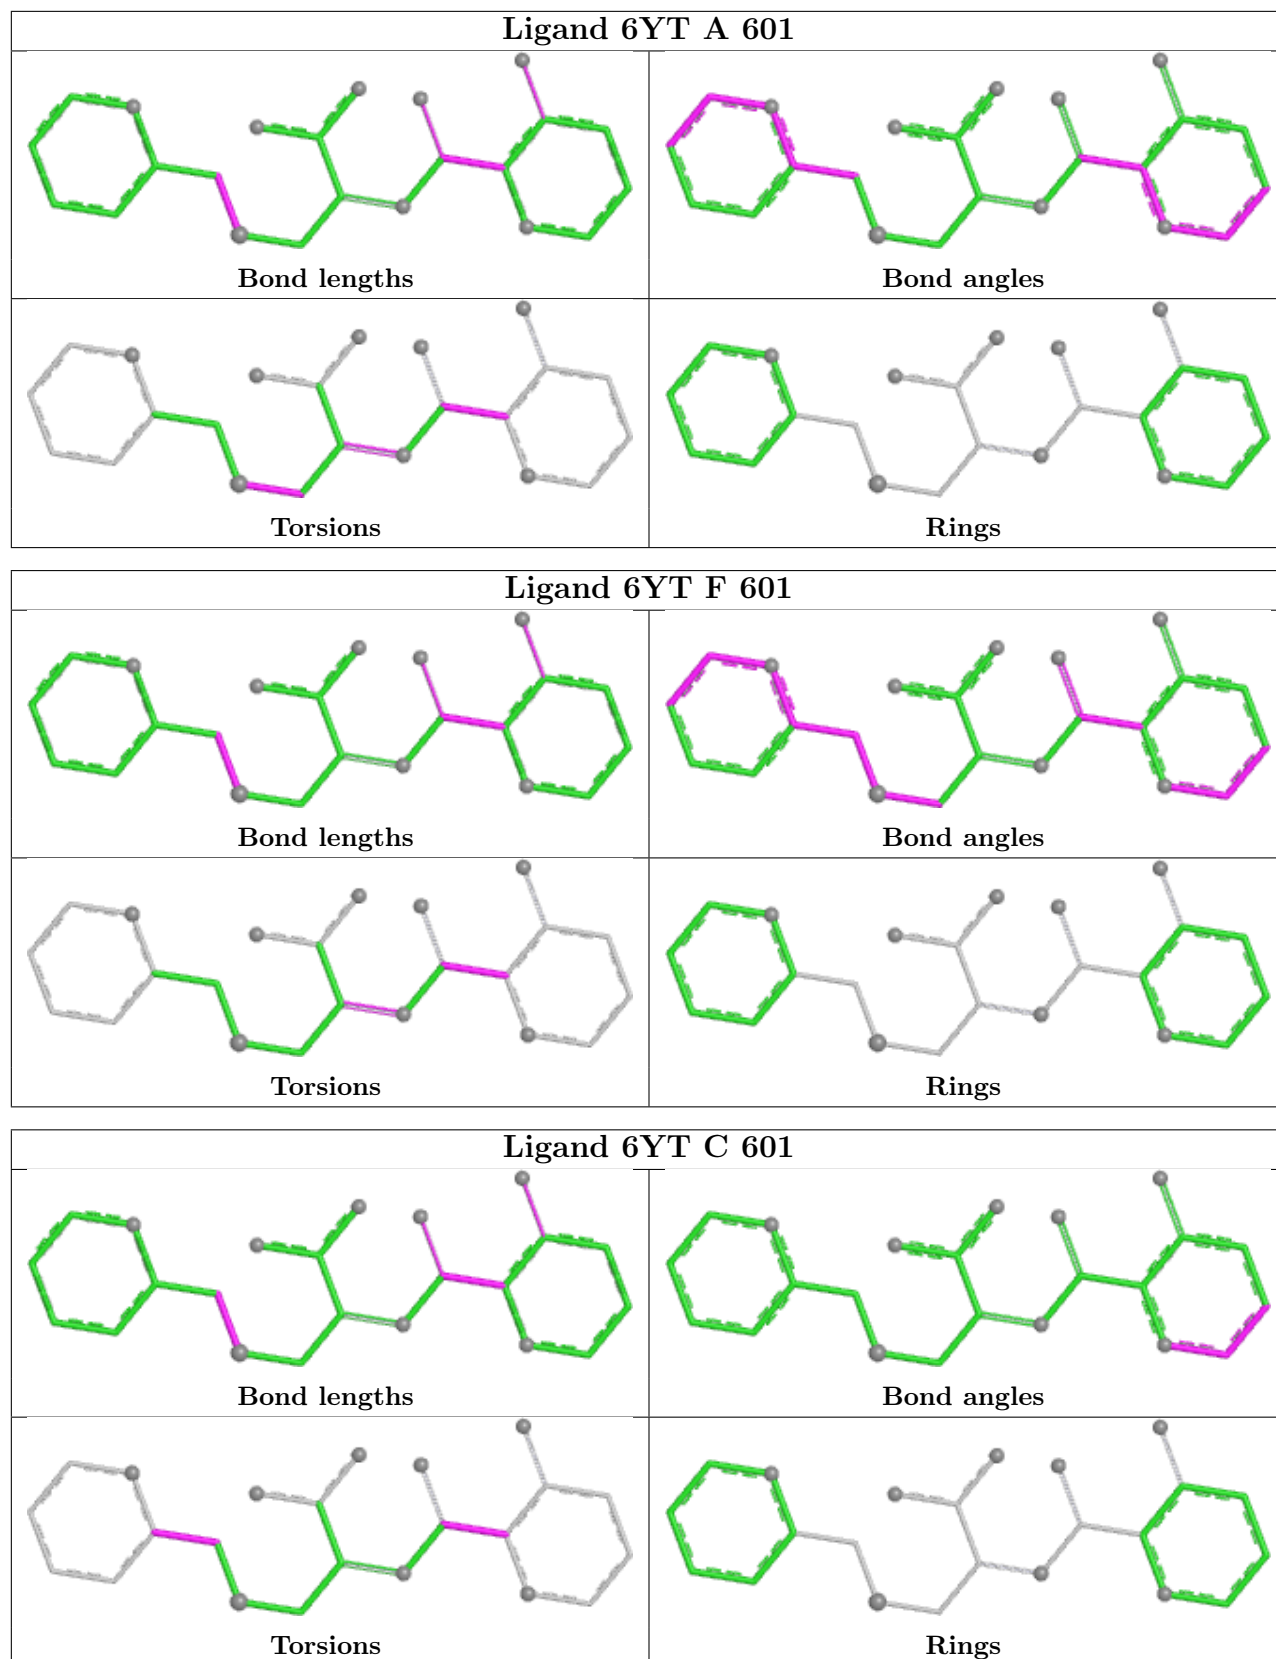 Ligand 6YT A 601
Bond lengths
Bond angles
Torsions
Rings
Ligand 6YT F 601
Bond lengths
Bond angles
Torsions
Rings
Ligand 6YT C 601
Bond lengths
Bond angles
Torsions
Rings